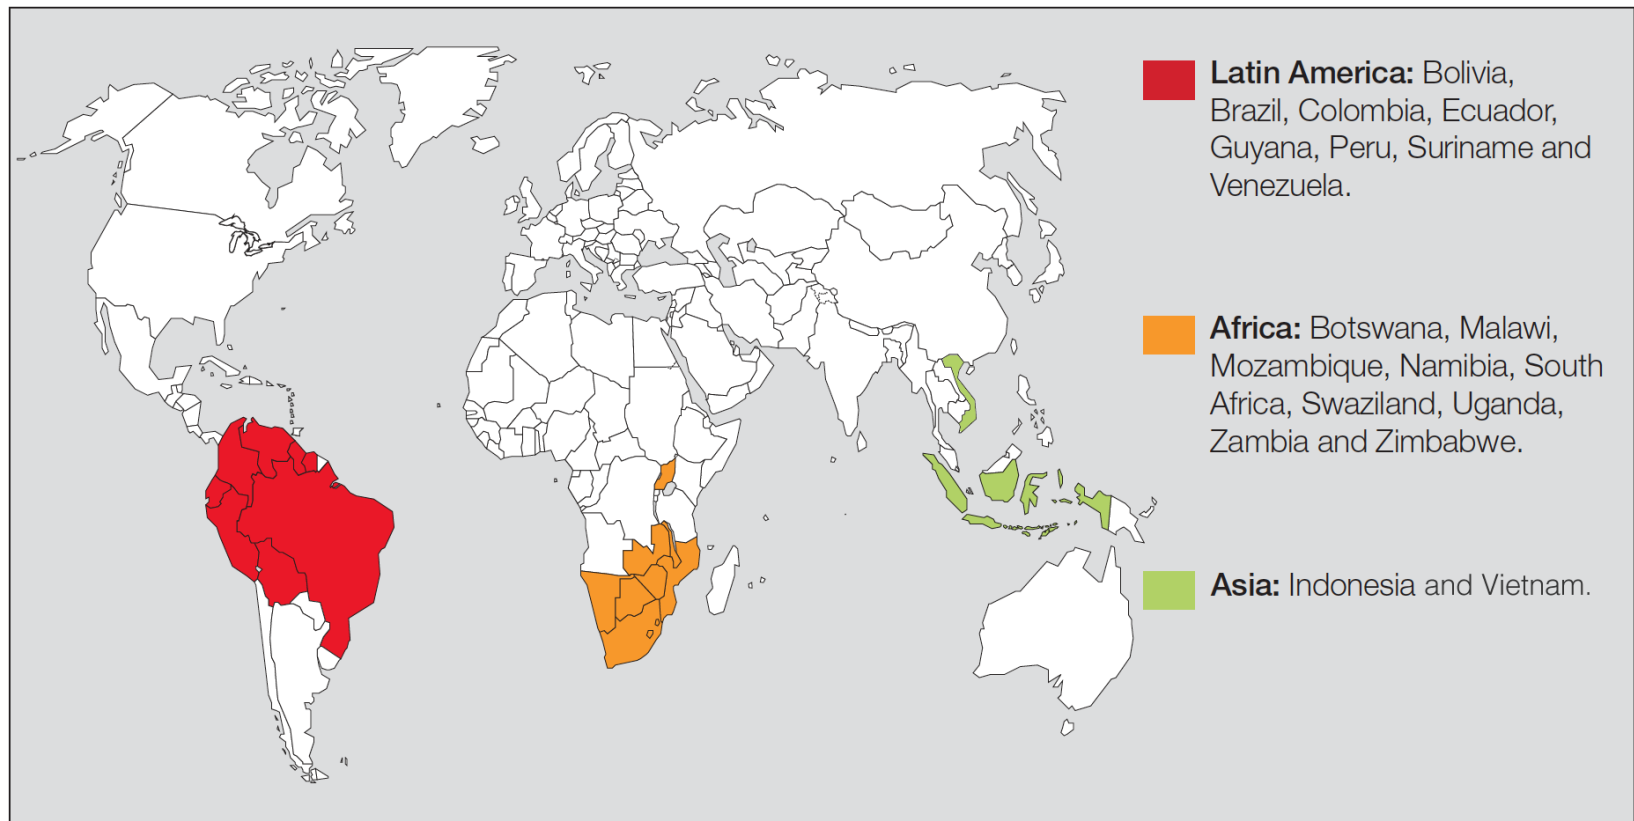 Latin America: Bolivia,
Brazil, Colombia, Ecuador,
Guyana, Peru, Suriname and
Venezuela.
Africa: Botswana, Malawi,
Mozambique, Namibia, South
Africa, Swaziland, Uganda,
Zambia and Zimbabwe.
Asia: Indonesia and Vietnam.